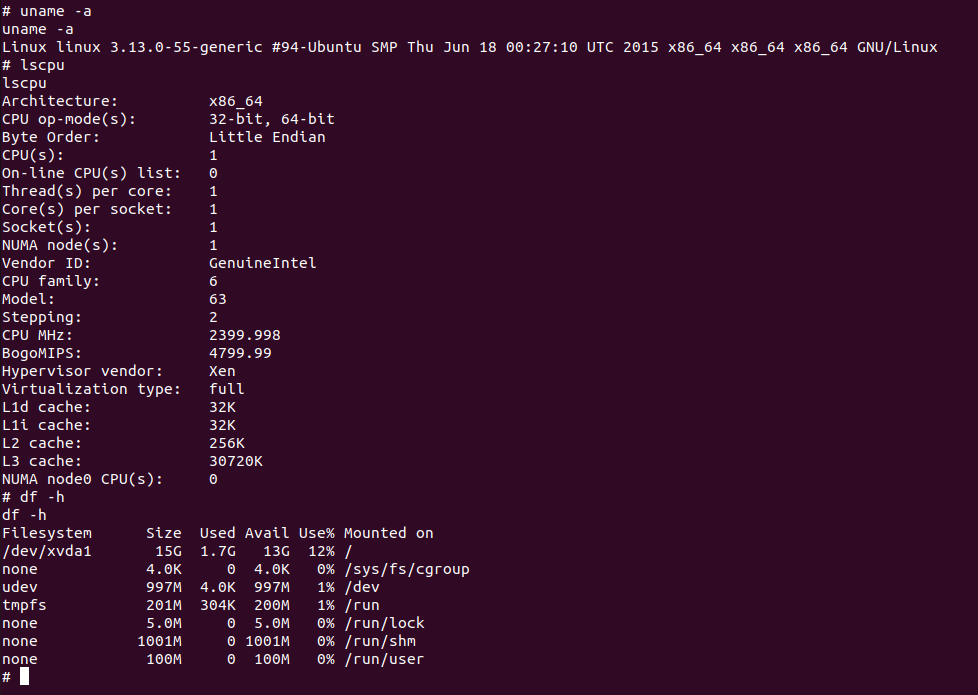 # uname -a
uname -a
Linux linux 3.13.0-55-generic #94-Ubuntu SMP Thu Jun 18 00:27:10 UTC 2015 x86_64 x86_64 x86_64 GNU/Linux
# lscpu
lscpu
Architecture:          x86_64
CPU op-mode(s):        32-bit, 64-bit
Byte Order:            Little Endian
CPU(s):                1
On-line CPU(s) list:   0
Thread(s) per core:    1
Core(s) per socket:    1
Socket(s):             1
NUMA node(s):          1
Vendor ID:             GenuineIntel
CPU family:            6
Model:                 63
Stepping:              2
CPU MHz:               2399.998
BogoMIPS:              4799.99
Hypervisor vendor:     Xen
Virtualization type:   full
L1d cache:             32K
L1i cache:             32K
L2 cache:              256K
L3 cache:              30720K
NUMA node0 CPU(s):     0
# df -h
df -h
Filesystem      Size  Used Avail Use% Mounted on
/dev/xvda1       15G  1.7G   13G  12% /
none            4.0K     0  4.0K   0% /sys/fs/cgroup
udev            997M  4.0K  997M   1% /dev
tmpfs           201M  304K  200M   1% /run
none            5.0M     0  5.0M   0% /run/lock
none           1001M     0 1001M   0% /run/shm
none            100M     0  100M   0% /run/user
#